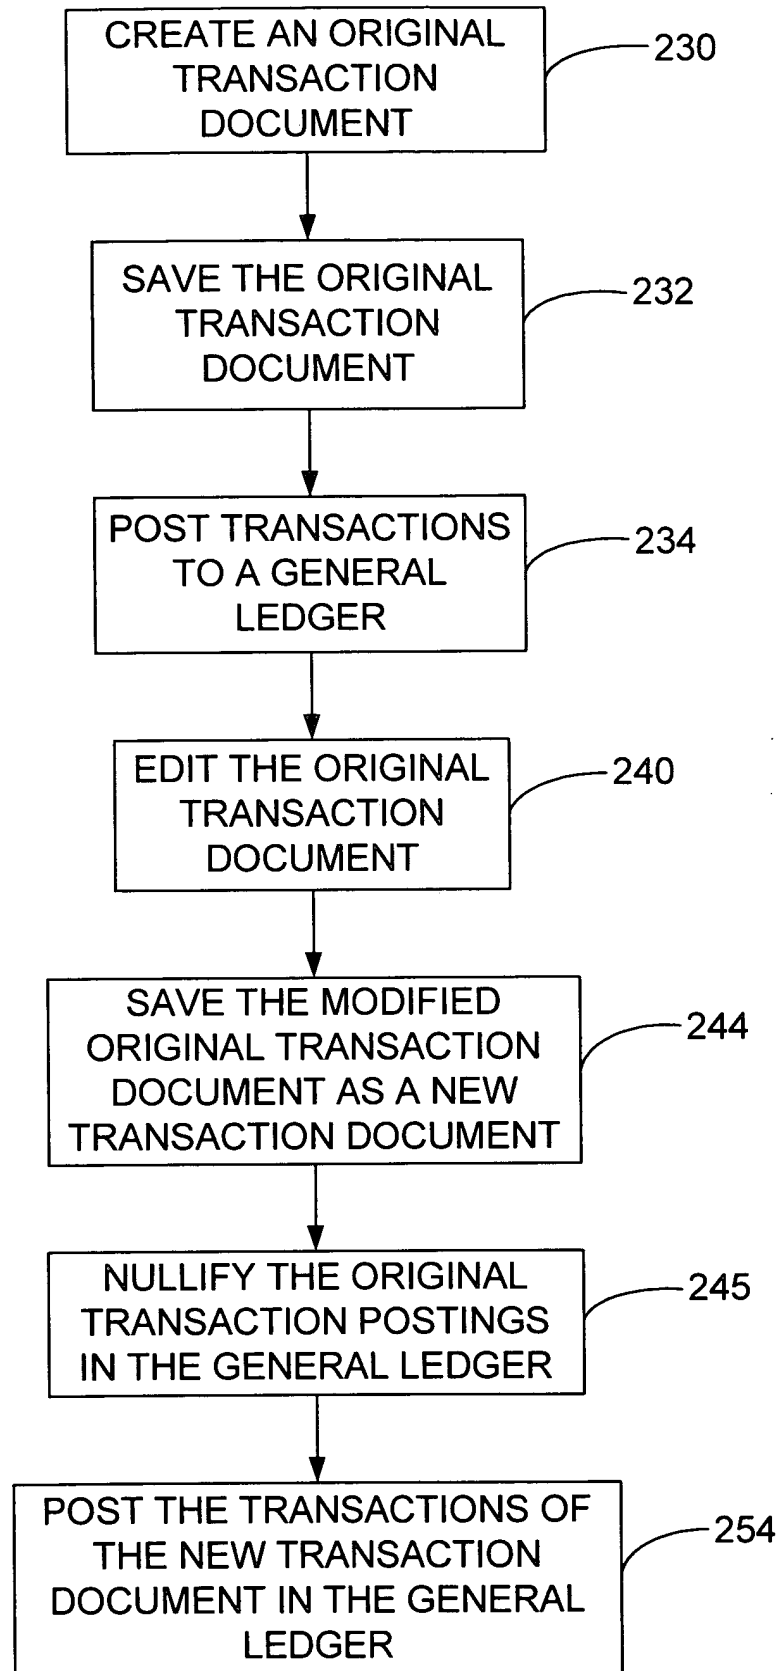 CREATE AN ORIGINAL
TRANSACTION
DOCUMENT
230
SAVE THE ORIGINAL
TRANSACTION
DOCUMENT
232
POST TRANSACTIONS
TO A GENERAL
LEDGER
234
EDIT THE ORIGINAL
TRANSACTION
DOCUMENT
240
SAVE THE MODIFIED
ORIGINAL TRANSACTION
DOCUMENT AS A NEW
TRANSACTION DOCUMENT
244
NULLIFY THE ORIGINAL
TRANSACTION POSTINGS
IN THE GENERAL LEDGER
245
POST THE TRANSACTIONS OF
THE NEW TRANSACTION
DOCUMENT IN THE GENERAL
LEDGER
254